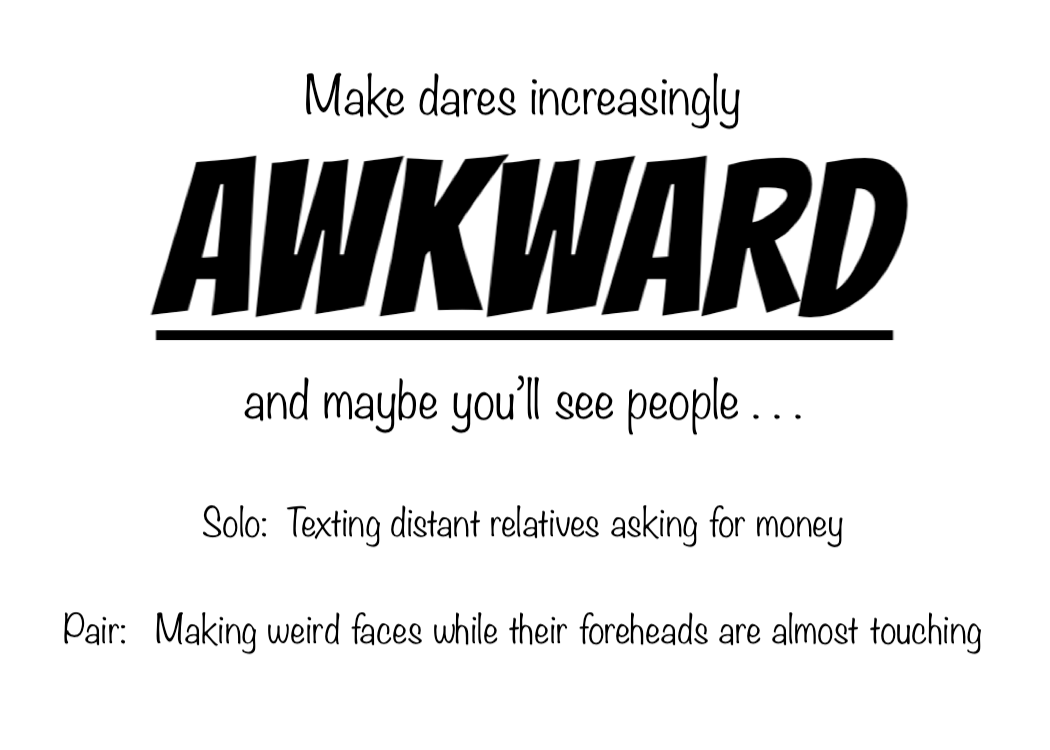 Make dares increasingly
AWKWARD
and maybe you'll see people . . .
Solo: Texting distant relatives asking for money
Pair: Making weird faces while their foreheads are almost touching